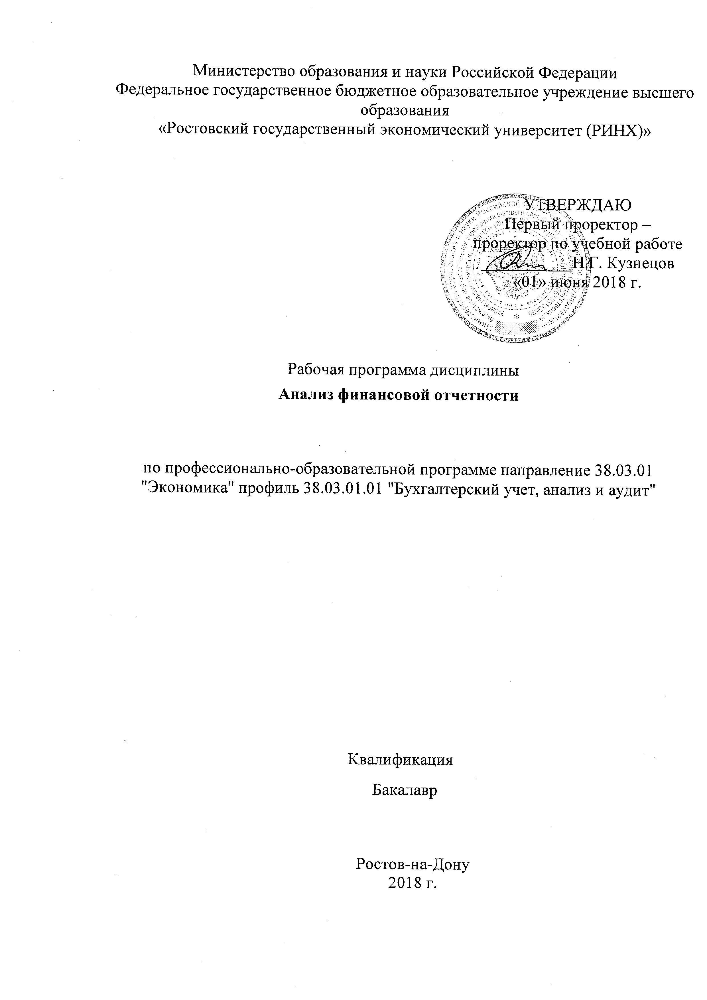 Министерство образования и науки Российской Федерации
Федеральное государственное бюджетное образовательное учреждение высшего
образования
«Ростовский государственный экономический университет (РИНХ)»
УТВЕРЖДАЮ
Первый проректор –
проректор по учебной работе
Н.Г. Кузнецов
«01» июня 2018 г.
Рабочая программа дисциплины
Анализ финансовой отчетности
по профессионально-образовательной программе направление 38.03.01
"Экономика" профиль 38.03.01.01 "Бухгалтерский учет, анализ и аудит"
Квалификация
Бакалавр
Ростов-на-Дону
2018 г.